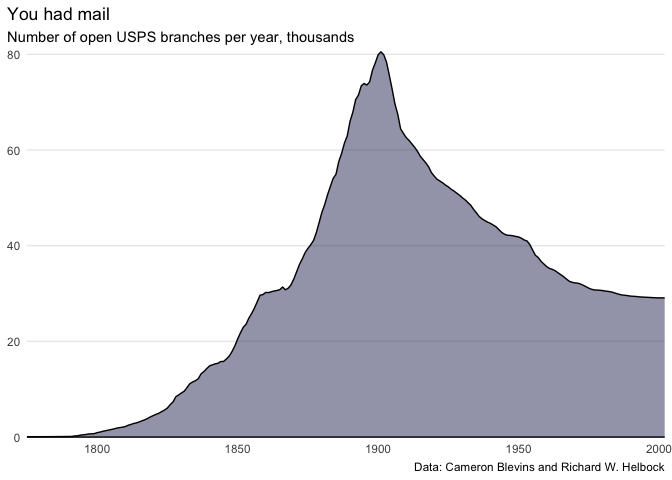 You had mail
Number of open USPS branches per year, thousands
80
60
40
20
0
1800 1850 1900 1950 2000
Data: Cameron Blevins and Richard W. Helbock